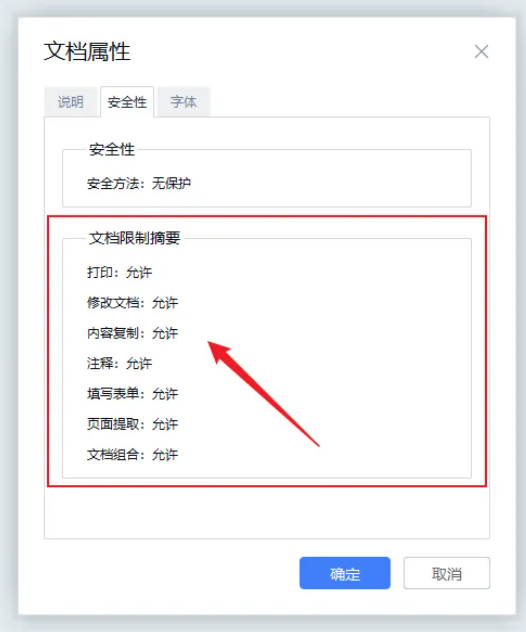 文档属性
说明 安全性 字体
安全性
安全方法：无保护
文档限制摘要
打印：允许
修改文档：允许
内容复制：允许
注释：允许
填写表单：允许
页面提取：允许
文档组合：允许
确定 取消